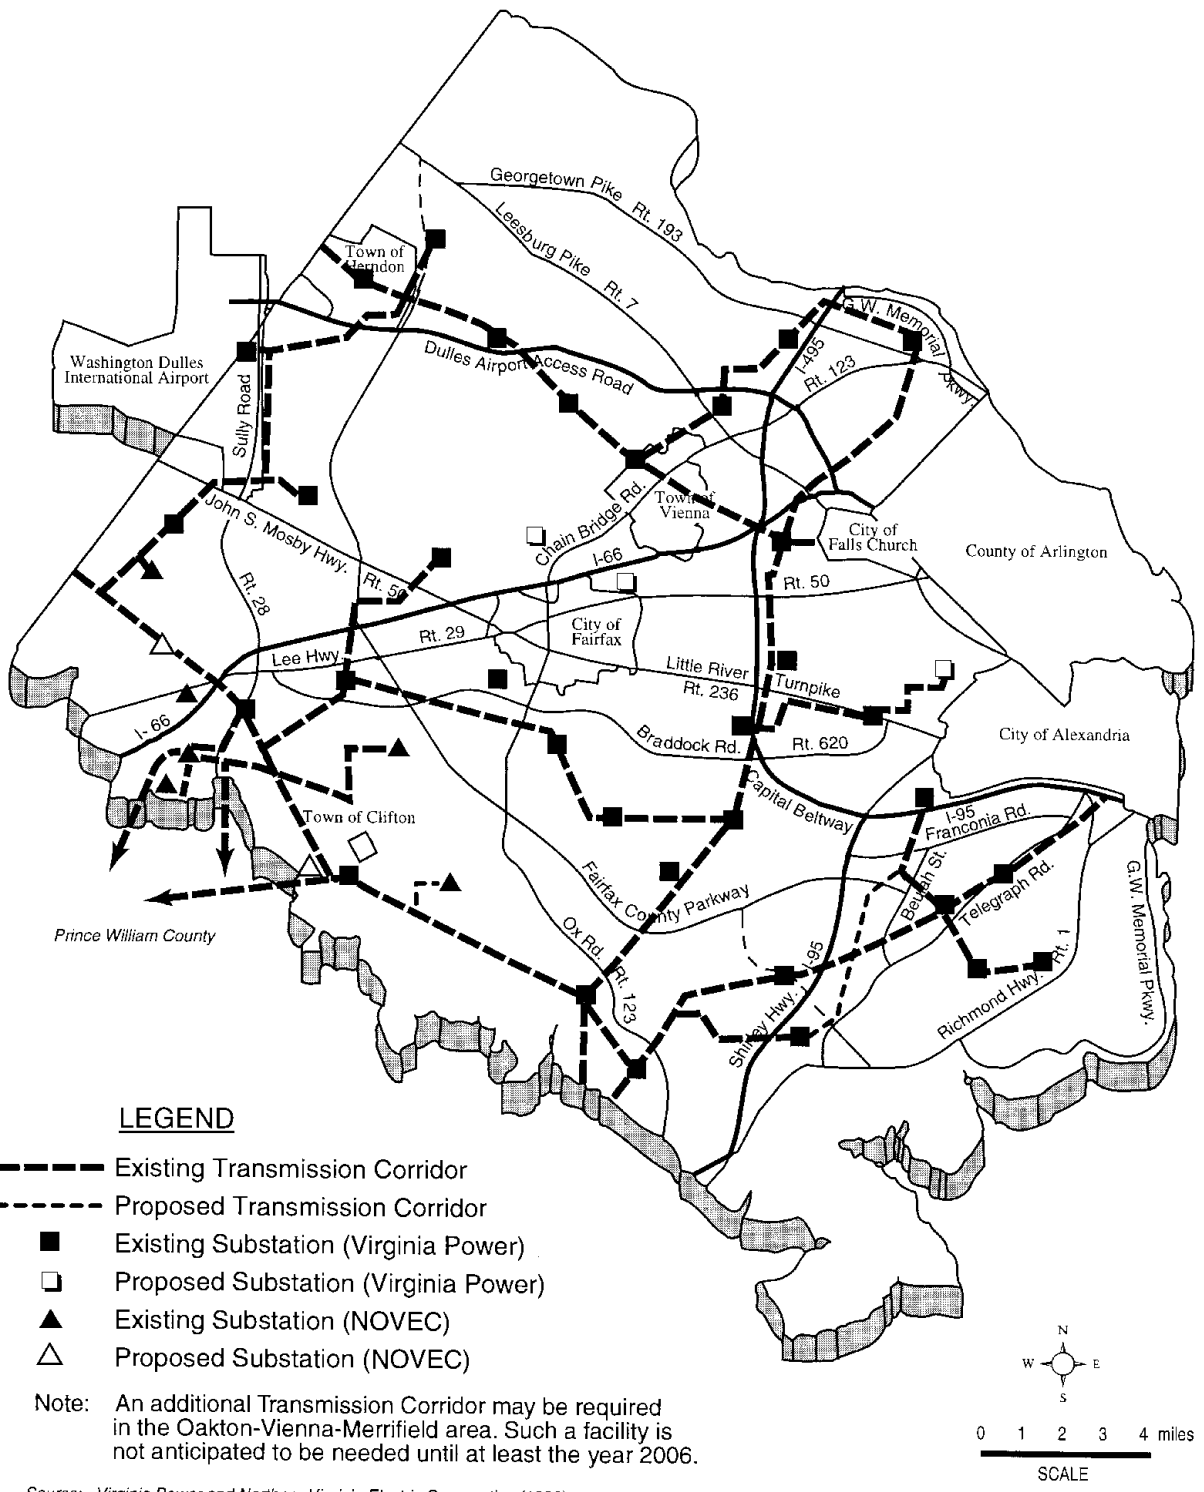 Georgetown Pike Rt. 193
Leesburg Pike Rt. 7
Town of
Herndon
G.W. Memorial Pkwy.
Washington Dulles
International Airport
Dulles Airport Access Road
I-495
Rt. 123
Sully Road
John S. Mosby Hwy. Rt. 50
Chain Bridge Rd.
Town of
Vienna
City of
Falls Church
County of Arlington
I-66
Rt. 50
Rt. 28
Rt. 29
Lee Hwy.
City of
Fairfax
Little River Turnpike
Rt. 236
I-66
Braddock Rd.
Rt. 620
City of Alexandria
Capital Beltway
Town of Clifton
I-95
Franconia Rd.
Beulah St.
Telegraph Rd.
Fairfax County Parkway
Ox Rd. Rt. 123
Prince William County
Shirley Hwy. I-95
Richmond Hwy. Rt. 1
G.W. Memorial Pkwy.
LEGEND
Existing Transmission Corridor
Proposed Transmission Corridor
Existing Substation (Virginia Power)
Proposed Substation (Virginia Power)
Existing Substation (NOVEC)
Proposed Substation (NOVEC)
Note: An additional Transmission Corridor may be required
in the Oakton-Vienna-Merrifield area. Such a facility is
not anticipated to be needed until at least the year 2006.
N
W E
S
0 1 2 3 4 miles
SCALE